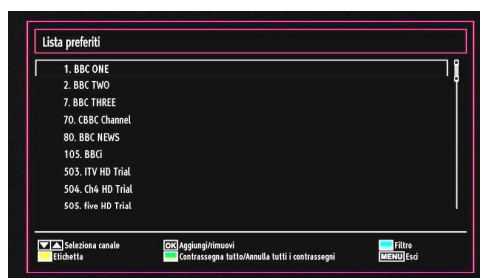 Lista preferiti
1. BBC ONE
2. BBC TWO
7. BBC THREE
70. CBBC Channel
80. BBC NEWS
105. BBCi
503. ITV HD Trial
504. Ch4 HD Trial
505. five HD Trial
Seleziona canale OK Aggiungi/rimuovi Filtro
Etichetta Contrassegna tutto/Annulla tutti i contrassegni MENU Esci